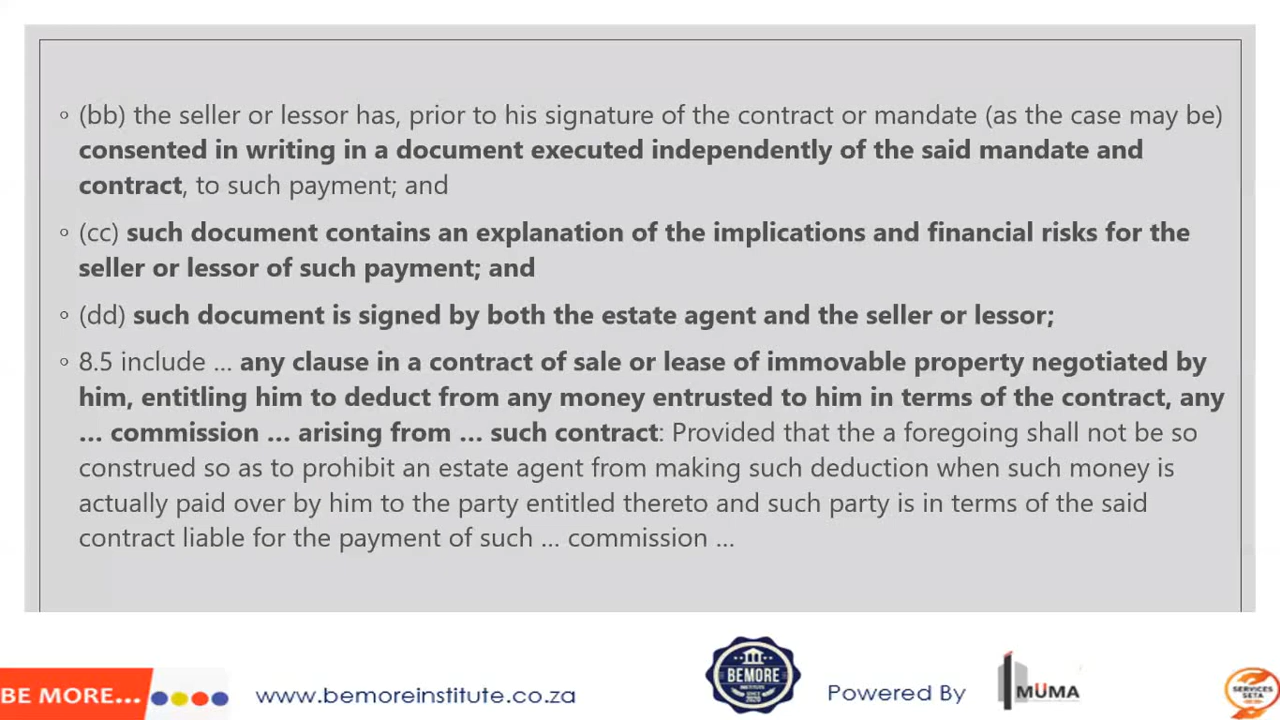 ◦ (bb) the seller or lessor has, prior to his signature of the contract or mandate (as the case may be)
consented in writing in a document executed independently of the said mandate and
contract, to such payment; and
◦ (cc) such document contains an explanation of the implications and financial risks for the
seller or lessor of such payment; and
◦ (dd) such document is signed by both the estate agent and the seller or lessor;
◦ 8.5 include … any clause in a contract of sale or lease of immovable property negotiated by
him, entitling him to deduct from any money entrusted to him in terms of the contract, any
… commission … arising from … such contract: Provided that the a foregoing shall not be so
construed so as to prohibit an estate agent from making such deduction when such money is
actually paid over by him to the party entitled thereto and such party is in terms of the said
contract liable for the payment of such … commission …
BE MORE...
www.bemoreinstitute.co.za
BEMORE
INSTITUTE
Powered By
MÜMA
SERVICES
SETA